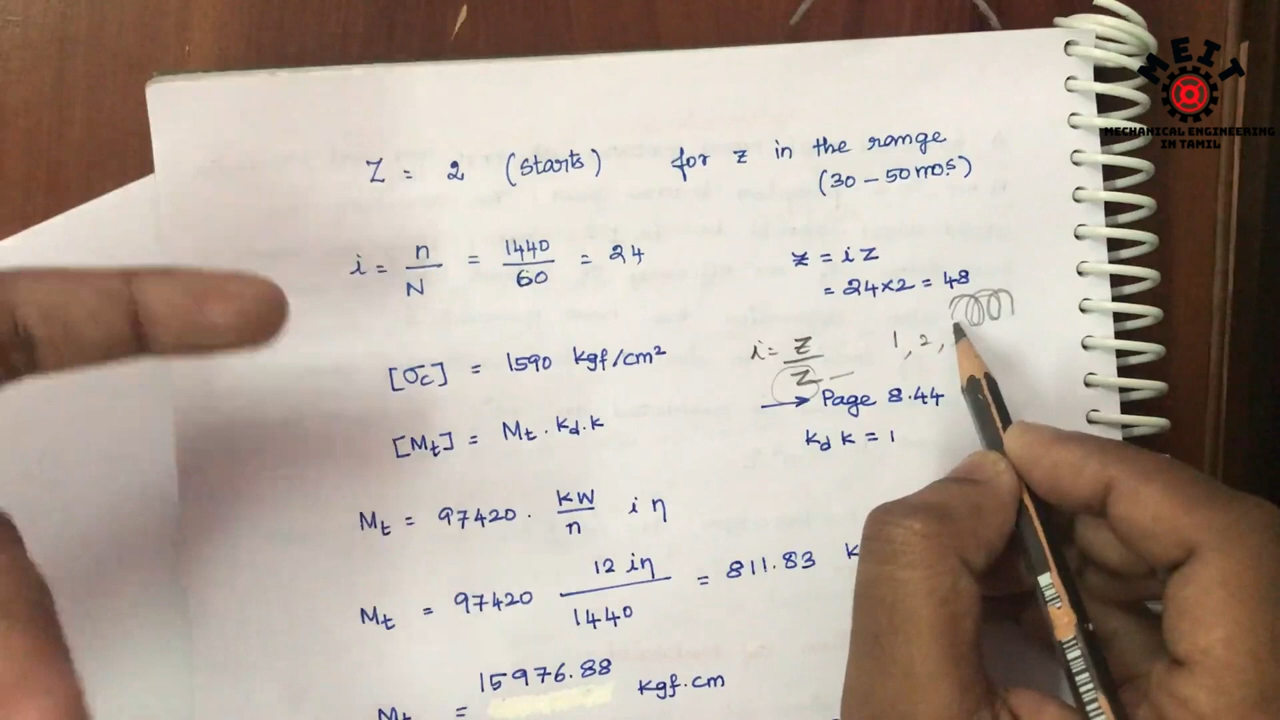 MEIT
MECHANICAL ENGINEERING
IN TAMIL
Z = 2 (starts) for z in the range
(30 - 50 nos)
i = n/N = 1440/60 = 24
z = i Z
= 24×2 = 48
i = z/Z
1, 2,
[σc] = 1590 kgf/cm²
→ Page 8.44
[Mt] = Mt . kd . k
kd k = 1
Mt = 97420 . kW/n i η
Mt = 97420 12 iη/1440 = 811.83
Mt = 15976.88 kgf.cm